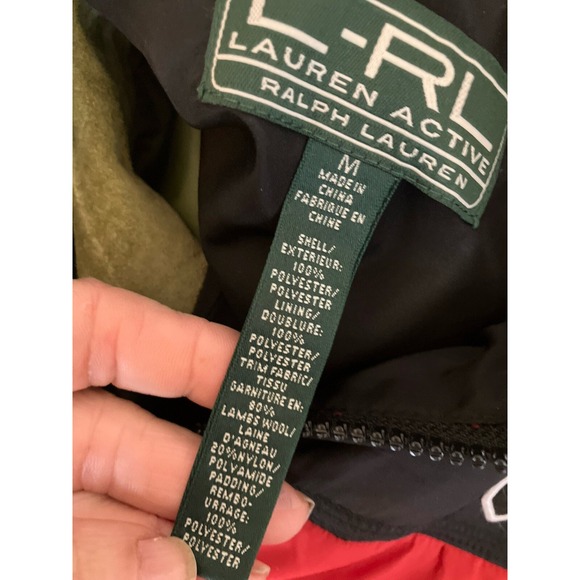 L-RL
LAUREN ACTIVE
RALPH LAUREN
M
MADE IN
CHINA
FABRIQUE EN
CHINE
SHELL/
EXTERIEUR:
100%
POLYESTER/
POLYESTER
LINING/
DOUBLURE:
100%
POLYESTER/
POLYESTER
TRIM FABRIC/
TISSU
GARNITURE EN:
80%
LAMBS WOOL/
LAINE
D'AGNEAU
20%NYLON/
POLYAMIDE
PADDING/
REMBO-
URRAGE:
100%
POLYESTER/
POLYESTER